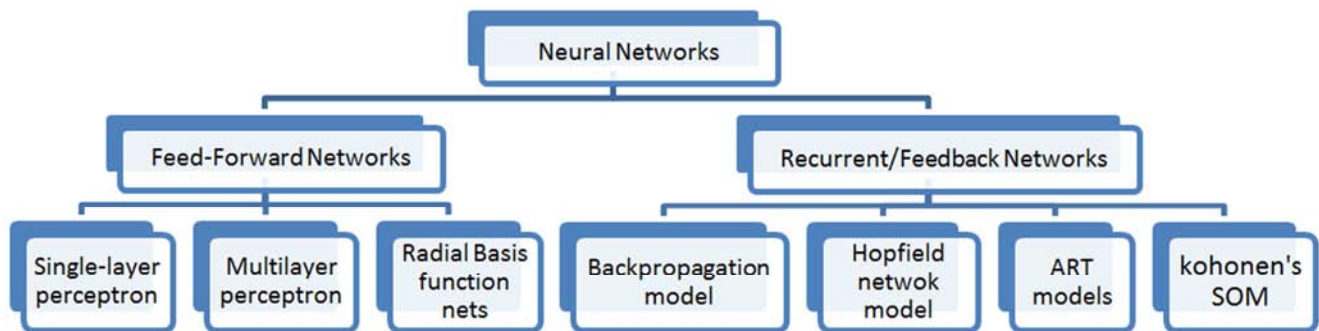 Neural Networks
Feed-Forward Networks
Recurrent/Feedback Networks
Single-layer
perceptron
Multilayer
perceptron
Radial Basis
function
nets
Backpropagation
model
Hopfield
netwok
model
ART
models
kohonen's
SOM